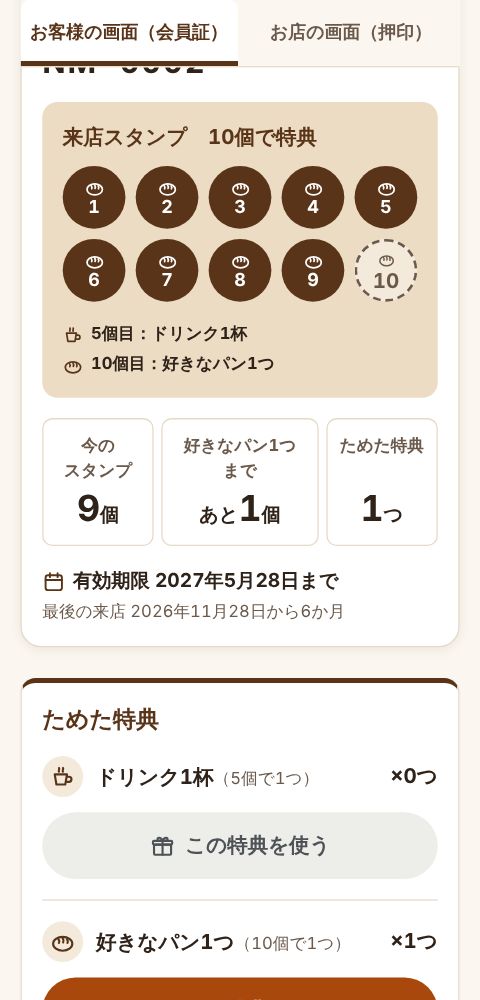 お客様の画面（会員証）
お店の画面（押印）
来店スタンプ　10個で特典
1 2 3 4 5
6 7 8 9 10
5個目：ドリンク1杯
10個目：好きなパン1つ
今の
スタンプ
9個
好きなパン1つ
まで
あと1個
ためた特典
1つ
有効期限 2027年5月28日まで
最後の来店 2026年11月28日から6か月
ためた特典
ドリンク1杯（5個で1つ）
×0つ
この特典を使う
好きなパン1つ（10個で1つ）
×1つ